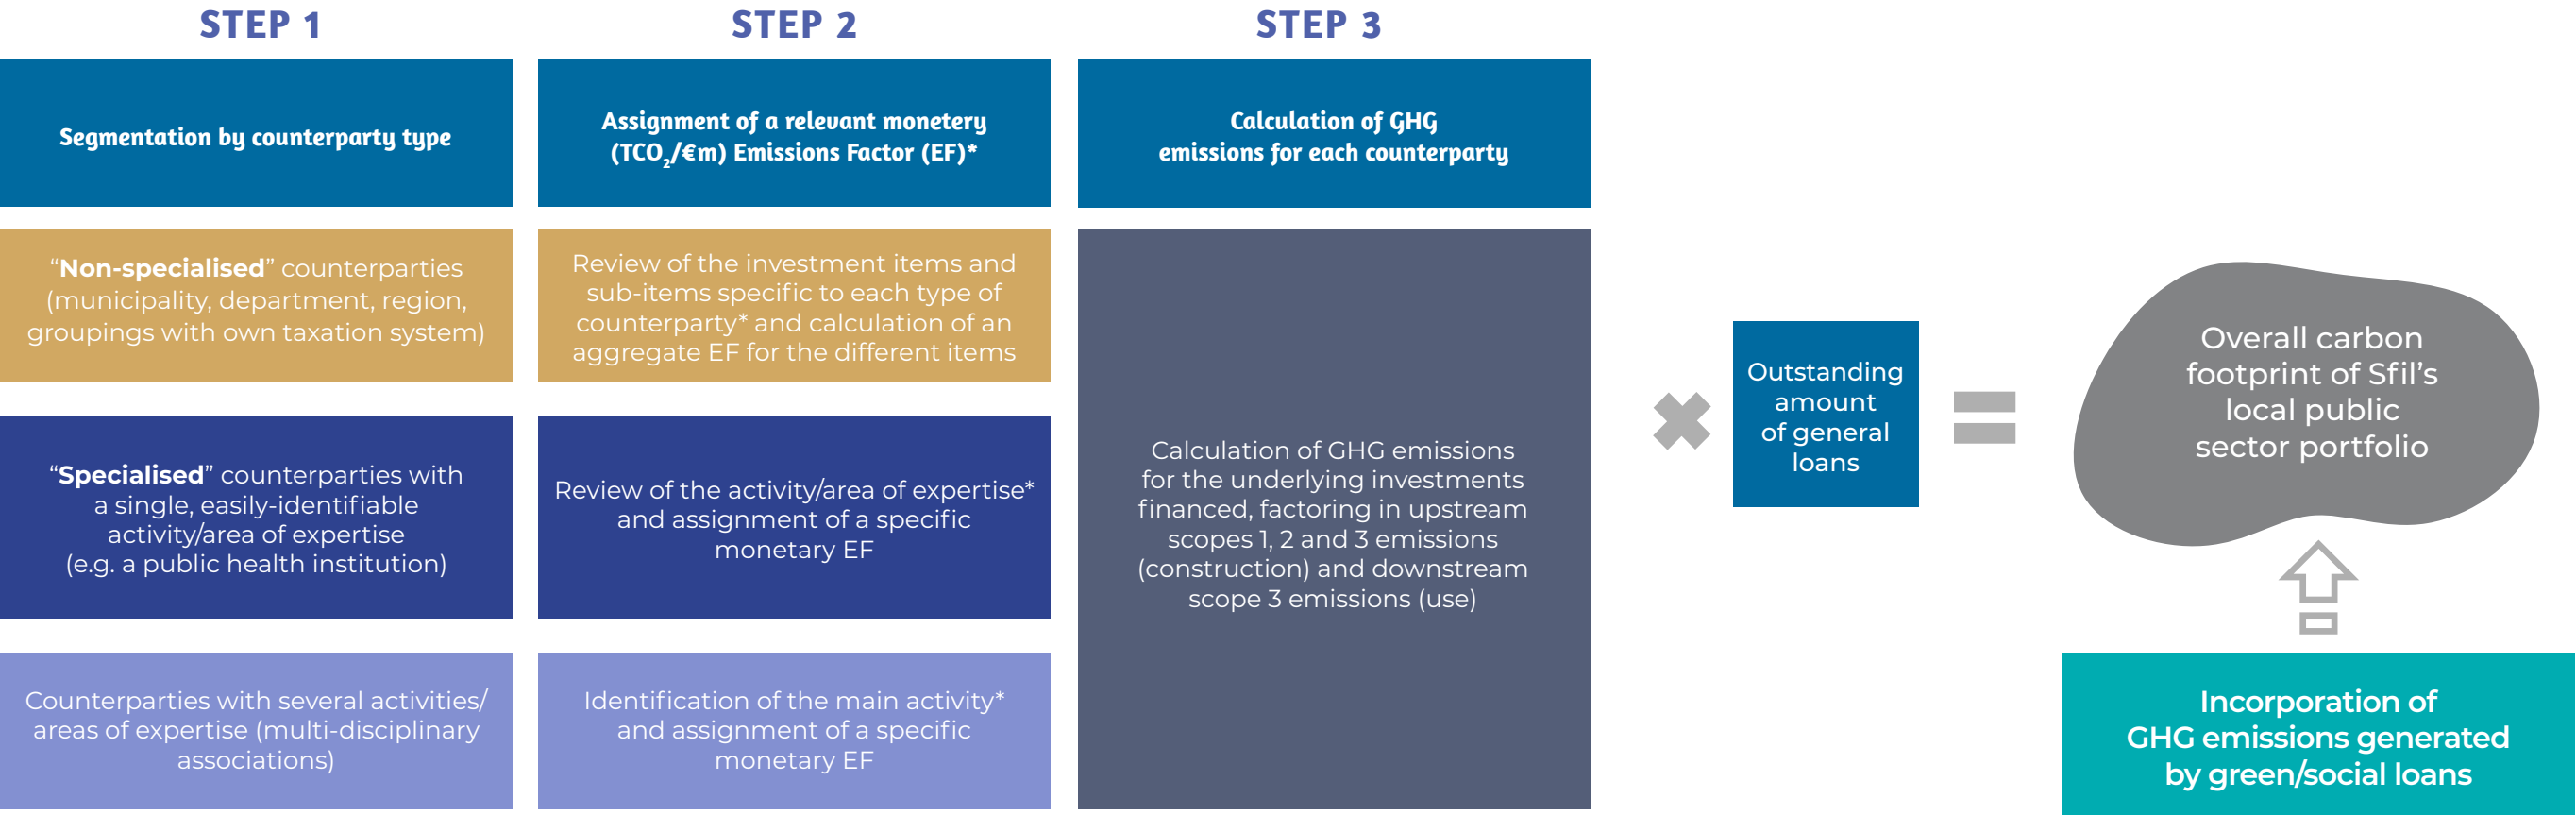 STEP 1
Segmentation by counterparty type
“Non-specialised” counterparties
(municipality, department, region,
groupings with own taxation system)
“Specialised” counterparties with
a single, easily-identifiable
activity/area of expertise
(e.g. a public health institution)
Counterparties with several activities/
areas of expertise (multi-disciplinary
associations)
STEP 2
Assignment of a relevant monetery
(TCO₂/€m) Emissions Factor (EF)*
Review of the investment items and
sub-items specific to each type of
counterparty* and calculation of an
aggregate EF for the different items
Review of the activity/area of expertise*
and assignment of a specific
monetary EF
Identification of the main activity*
and assignment of a specific
monetary EF
STEP 3
Calculation of GHG
emissions for each counterparty
Calculation of GHG emissions
for the underlying investments
financed, factoring in upstream
scopes 1, 2 and 3 emissions
(construction) and downstream
scope 3 emissions (use)
Outstanding
amount
of general
loans
Overall carbon
footprint of Sfil’s
local public
sector portfolio
Incorporation of
GHG emissions generated
by green/social loans